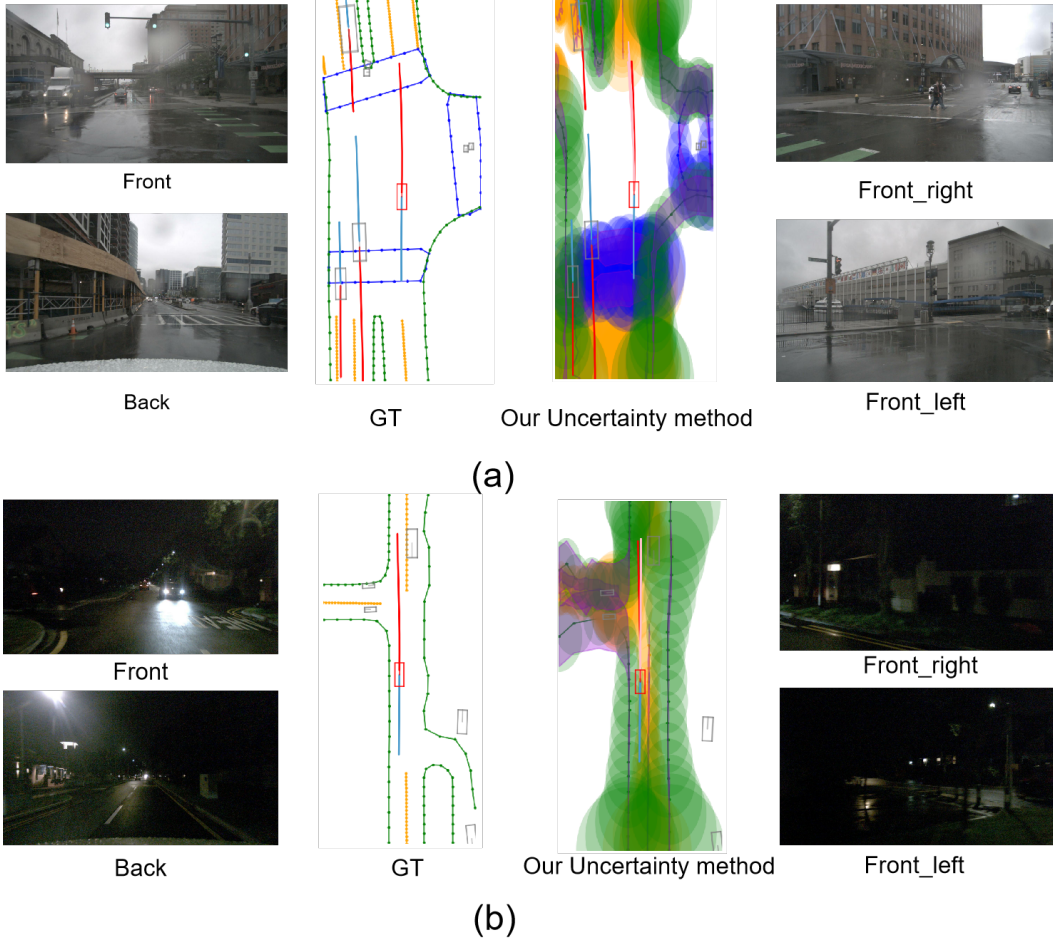 Front
Back
GT
Our Uncertainty method
Front_right
Front_left
(a)
Front
Back
GT
Our Uncertainty method
Front_right
Front_left
(b)